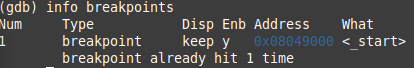 (gdb) info breakpoints
Num     Type           Disp Enb Address    What
1       breakpoint     keep y   0x08049000 <_start>
        breakpoint already hit 1 time